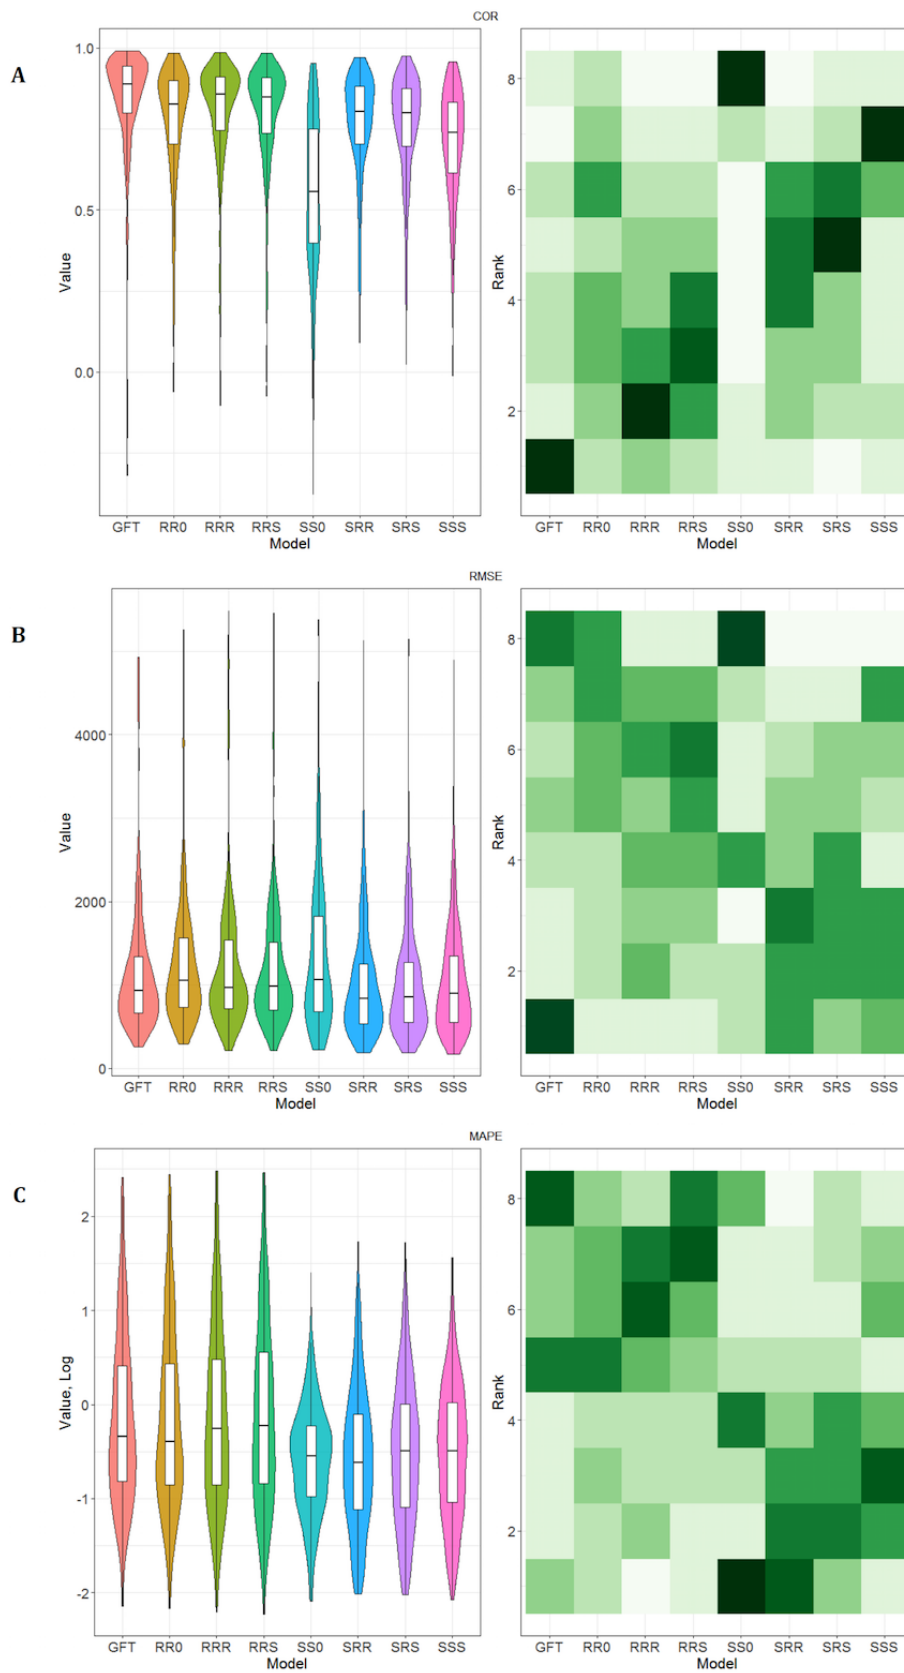 COR
A
1.0
0.5
0.0
Value
GFT RR0 RRR RRS SS0 SRR SRS SSS
Model
8
6
4
2
Rank
GFT RR0 RRR RRS SS0 SRR SRS SSS
Model
RMSE
B
4000
2000
0
Value
GFT RR0 RRR RRS SS0 SRR SRS SSS
Model
8
6
4
2
Rank
GFT RR0 RRR RRS SS0 SRR SRS SSS
Model
MAPE
C
2
1
0
-1
-2
Value, Log
GFT RR0 RRR RRS SS0 SRR SRS SSS
Model
8
6
4
2
Rank
GFT RR0 RRR RRS SS0 SRR SRS SSS
Model